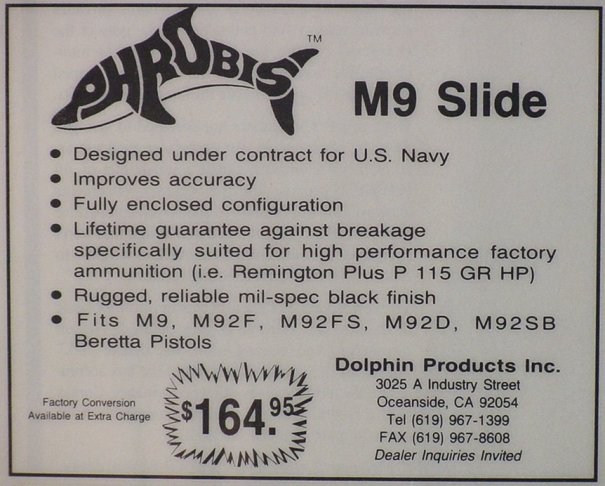 PHROBIS TM
M9 Slide
● Designed under contract for U.S. Navy
● Improves accuracy
● Fully enclosed configuration
● Lifetime guarantee against breakage
specifically suited for high performance factory
ammunition (i.e. Remington Plus P 115 GR HP)
● Rugged, reliable mil-spec black finish
● Fits M9, M92F, M92FS, M92D, M92SB
Beretta Pistols
Factory Conversion
Available at Extra Charge
$164.95
Dolphin Products Inc.
3025 A Industry Street
Oceanside, CA 92054
Tel (619) 967-1399
FAX (619) 967-8608
Dealer Inquiries Invited